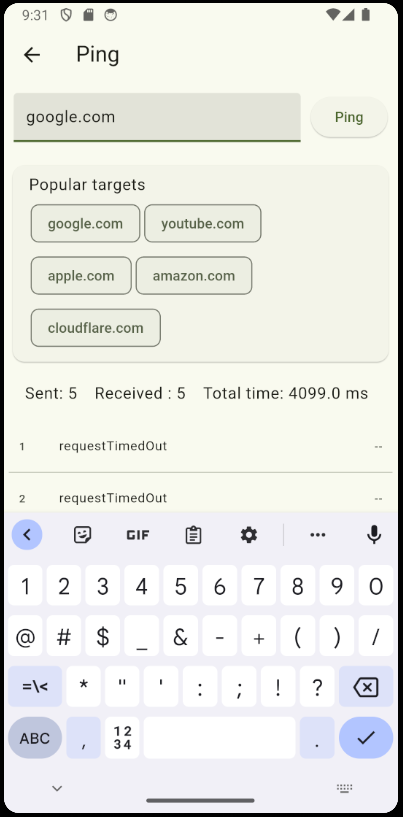 9:31
Ping
google.com Ping
Popular targets
google.com youtube.com
apple.com amazon.com
cloudflare.com
Sent: 5 Received : 5 Total time: 4099.0 ms
1 requestTimedOut --
2 requestTimedOut --
GIF
1 2 3 4 5 6 7 8 9 0
@ # $ _ & - + ( ) /
=\< * " ' : ; ! ?
ABC , 12 .
34